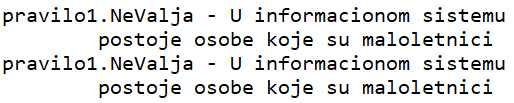 pravilo1.NeValja - U informacionom sistemu
postoje osobe koje su maloletnici
pravilo1.NeValja - U informacionom sistemu
postoje osobe koje su maloletnici